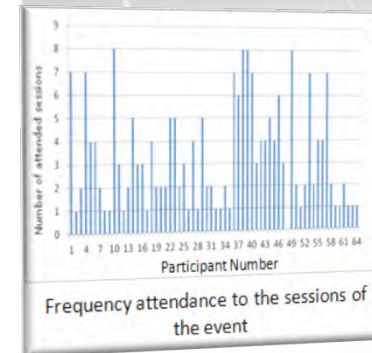 9
8
7
6
5
4
3
2
1
0
Number of attended sessions
1 4 7 10 13 16 19 22 25 28 31 34 37 40 43 46 49 52 55 58 61 64
Participant Number
Frequency attendance to the sessions of
the event